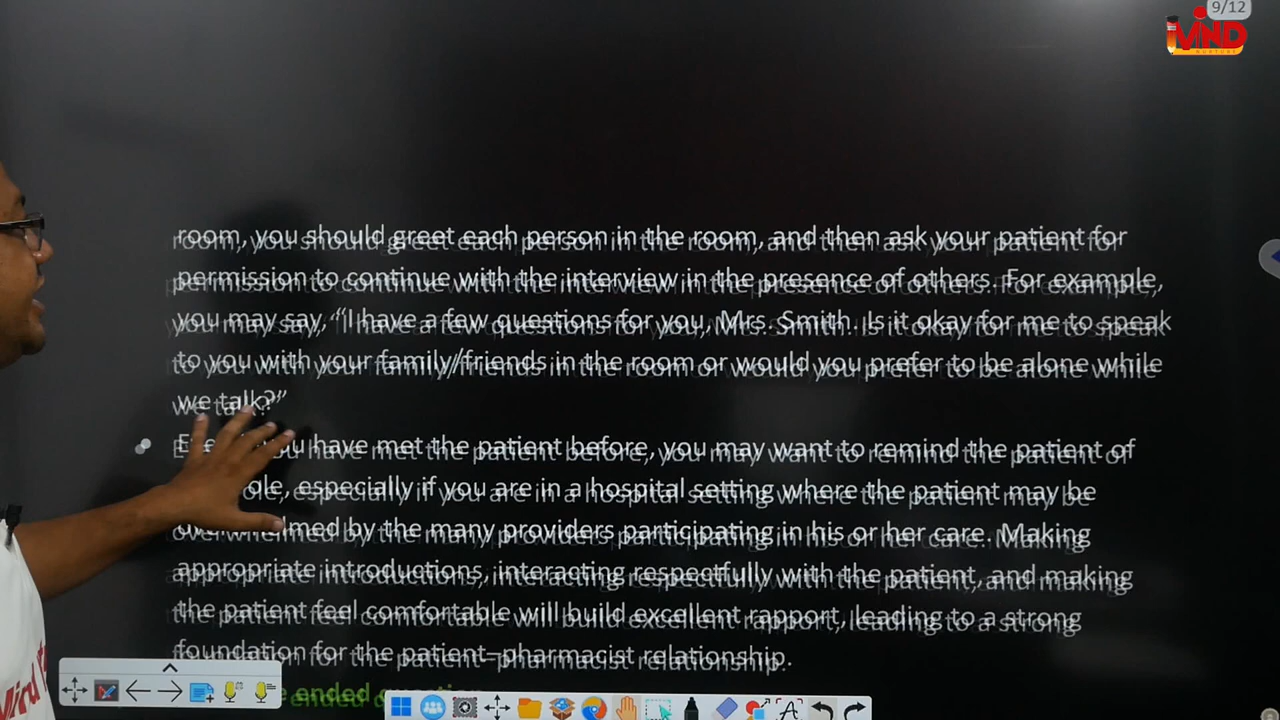 9/12
MIND
room, you should greet each person in the room, and then ask your patient for
permission to continue with the interview in the presence of others. For example,
you may say, “I have a few questions for you, Mrs. Smith. Is it okay for me to speak
to you with your family/friends in the room or would you prefer to be alone while
we talk?”
have met the patient before, you may want to remind the patient of
especially if you are in a hospital setting where the patient may be
overwhelmed by the many providers participating in his or her care. Making
appropriate introductions, interacting respectfully with the patient, and making
the patient feel comfortable will build excellent rapport, leading to a strong
foundation for the patient–pharmacist relationship.
ended